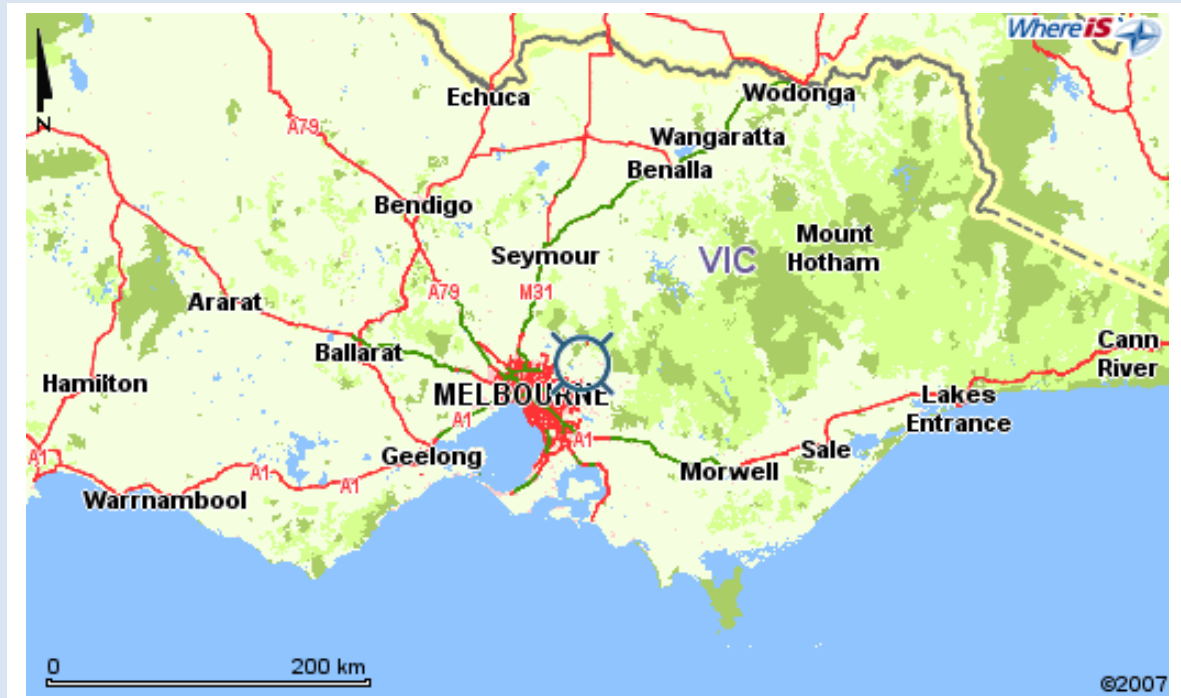 WhereiS
N
Echuca
Wodonga
A79
Wangaratta
Benalla
Bendigo
Mount
Hotham
Seymour
VIC
A79
M31
Ararat
Ballarat
Cann
River
Hamilton
MELBOURNE
Lakes
Entrance
A1
A1
Sale
Geelong
A1
Morwell
A1
A1
Warrnambool
0
200 km
©2007